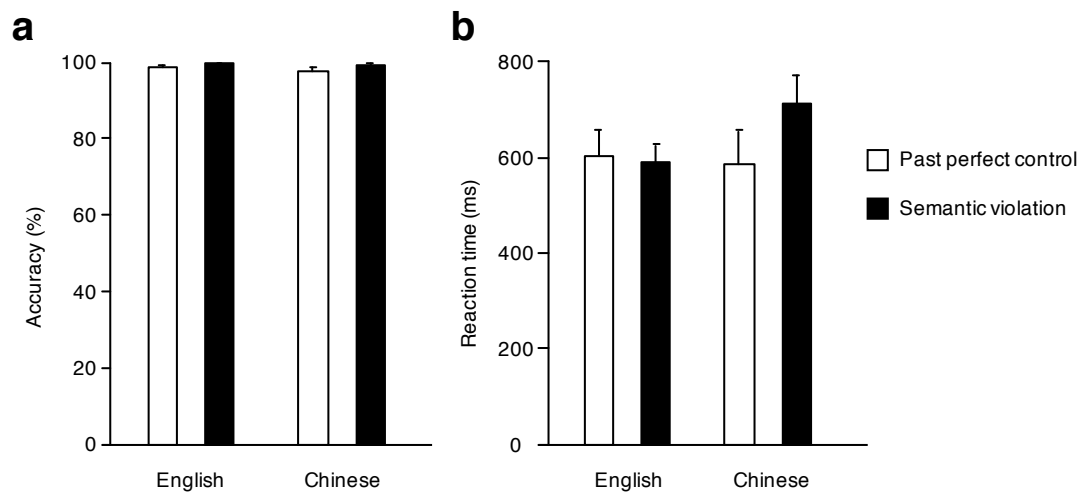 a
100
80
60
40
20
0
Accuracy (%)
English
Chinese
b
800
600
400
200
0
Reaction time (ms)
English
Chinese
Past perfect control
Semantic violation